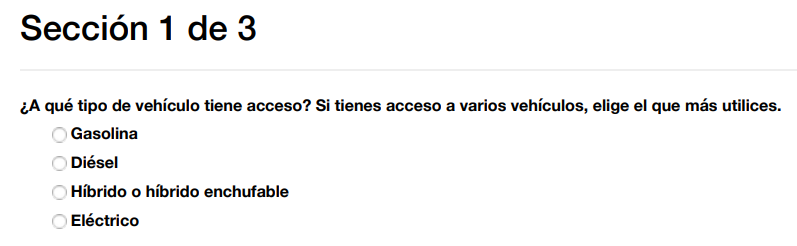 Sección 1 de 3
¿A qué tipo de vehículo tiene acceso? Si tienes acceso a varios vehículos, elige el que más utilices.
Gasolina
Diésel
Híbrido o híbrido enchufable
Eléctrico